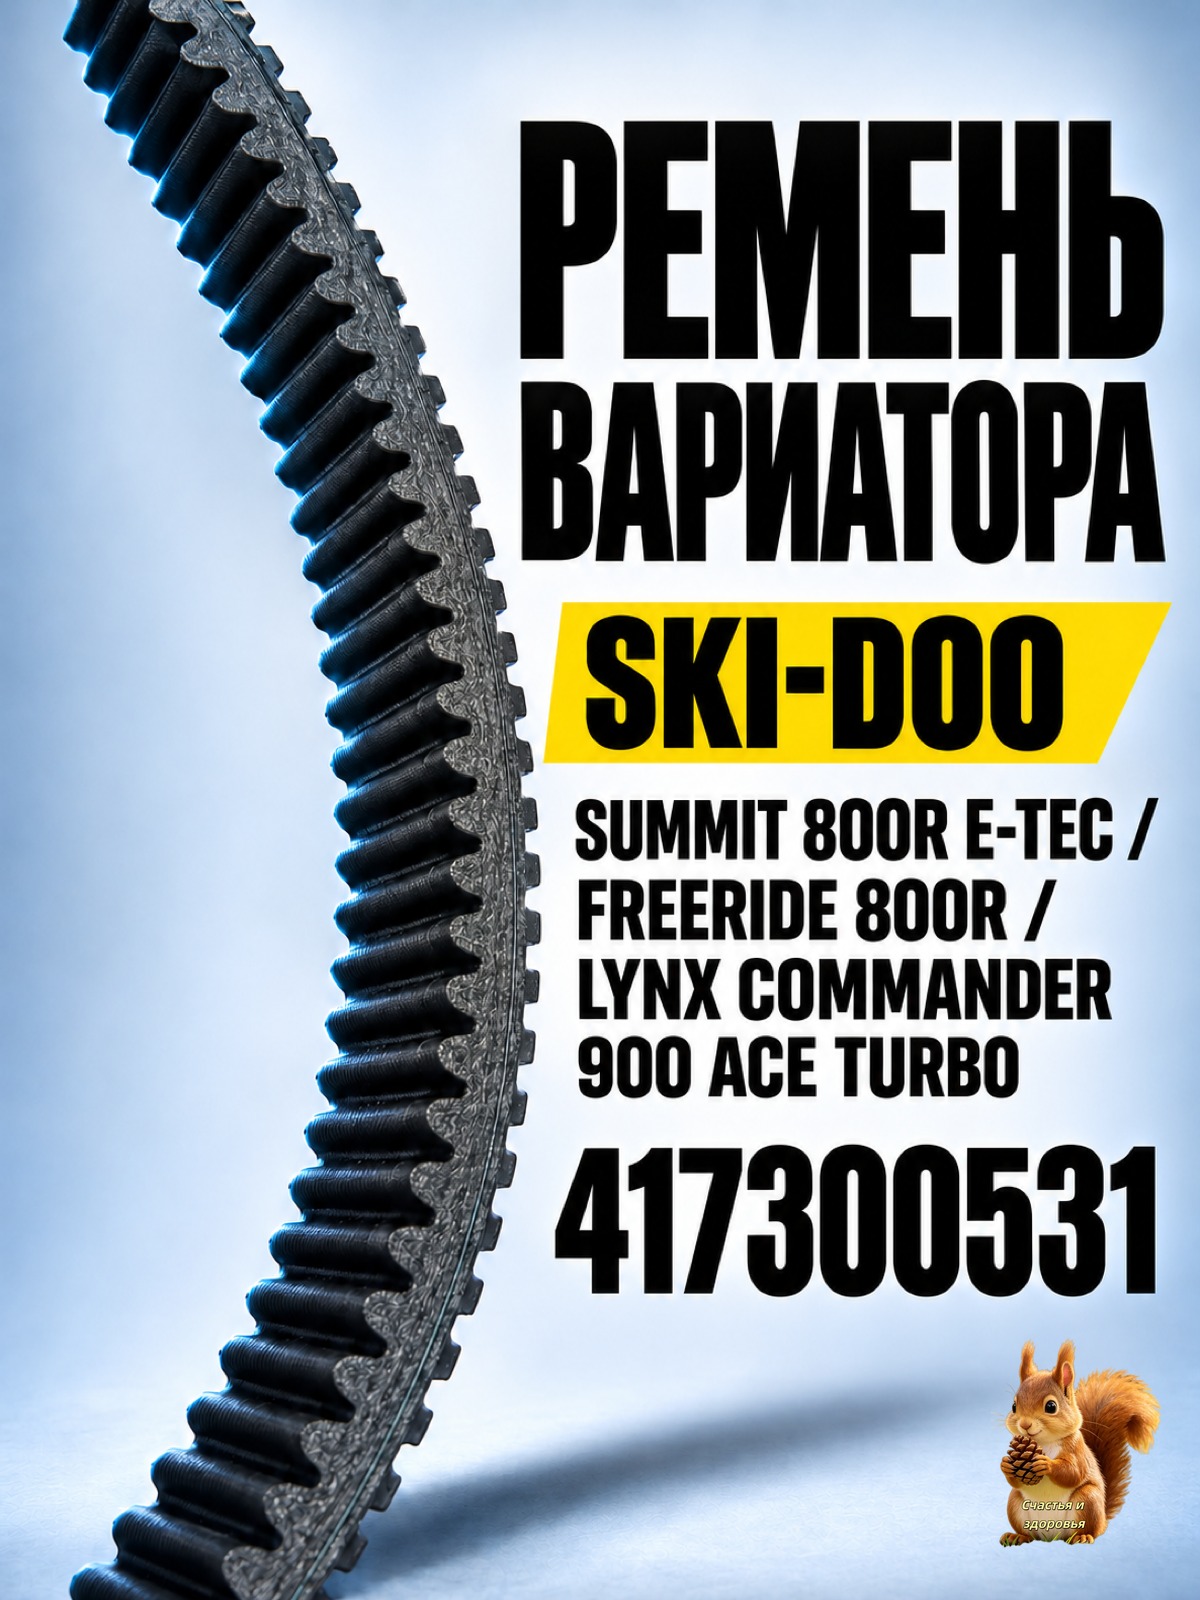 РЕМЕНЬ
ВАРИАТОРА
SKI-DOO
SUMMIT 800R E-TEC /
FREERIDE 800R /
LYNX COMMANDER
900 ACE TURBO
417300531
Счастья и
здоровья